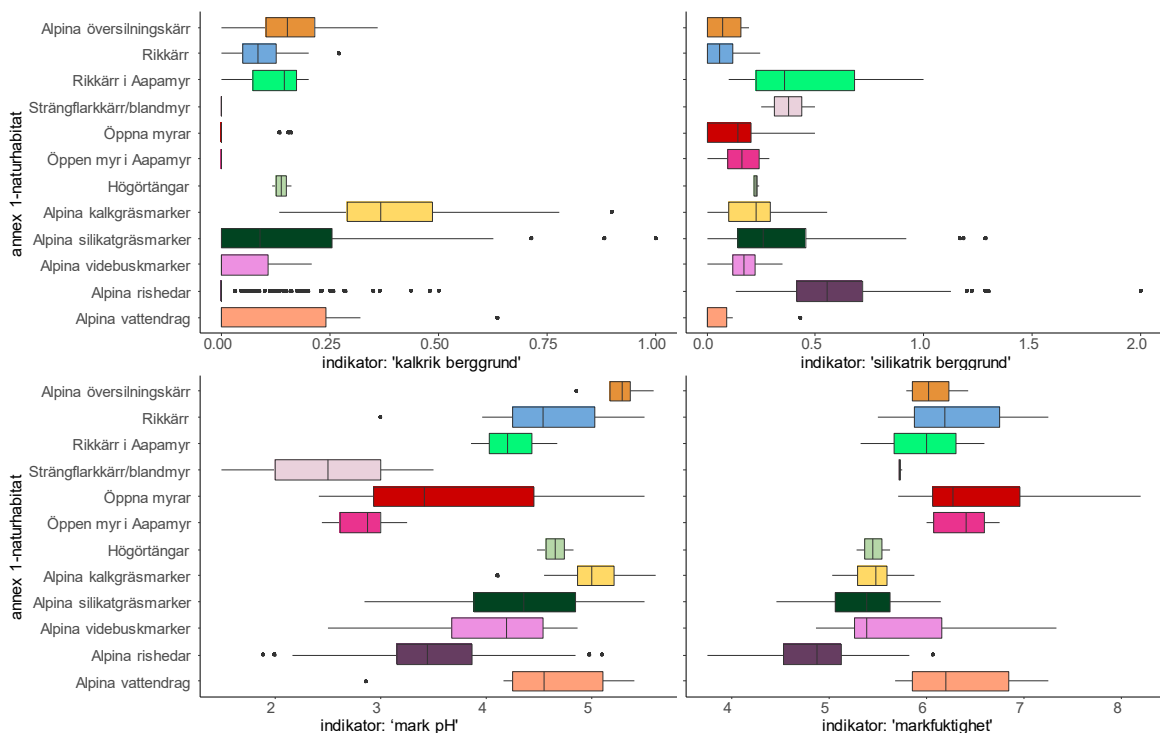 Alpina översilningskärr
Rikkärr
Rikkärr i Aapamyr
Strängflarkkärr/blandmyr
Öppna myrar
Öppen myr i Aapamyr
Högörtängar
Alpina kalkgräsmarker
Alpina silikatgräsmarker
Alpina videbuskmarker
Alpina rishedar
Alpina vattendrag
annex 1-naturhabitat
0.00 0.25 0.50 0.75 1.00
indikator: 'kalkrik berggrund'
0.0 0.5 1.0 1.5 2.0
indikator: 'silikatrik berggrund'
Alpina översilningskärr
Rikkärr
Rikkärr i Aapamyr
Strängflarkkärr/blandmyr
Öppna myrar
Öppen myr i Aapamyr
Högörtängar
Alpina kalkgräsmarker
Alpina silikatgräsmarker
Alpina videbuskmarker
Alpina rishedar
Alpina vattendrag
annex 1-naturhabitat
2 3 4 5
indikator: ‘mark pH'
4 5 6 7 8
indikator: 'markfuktighet'